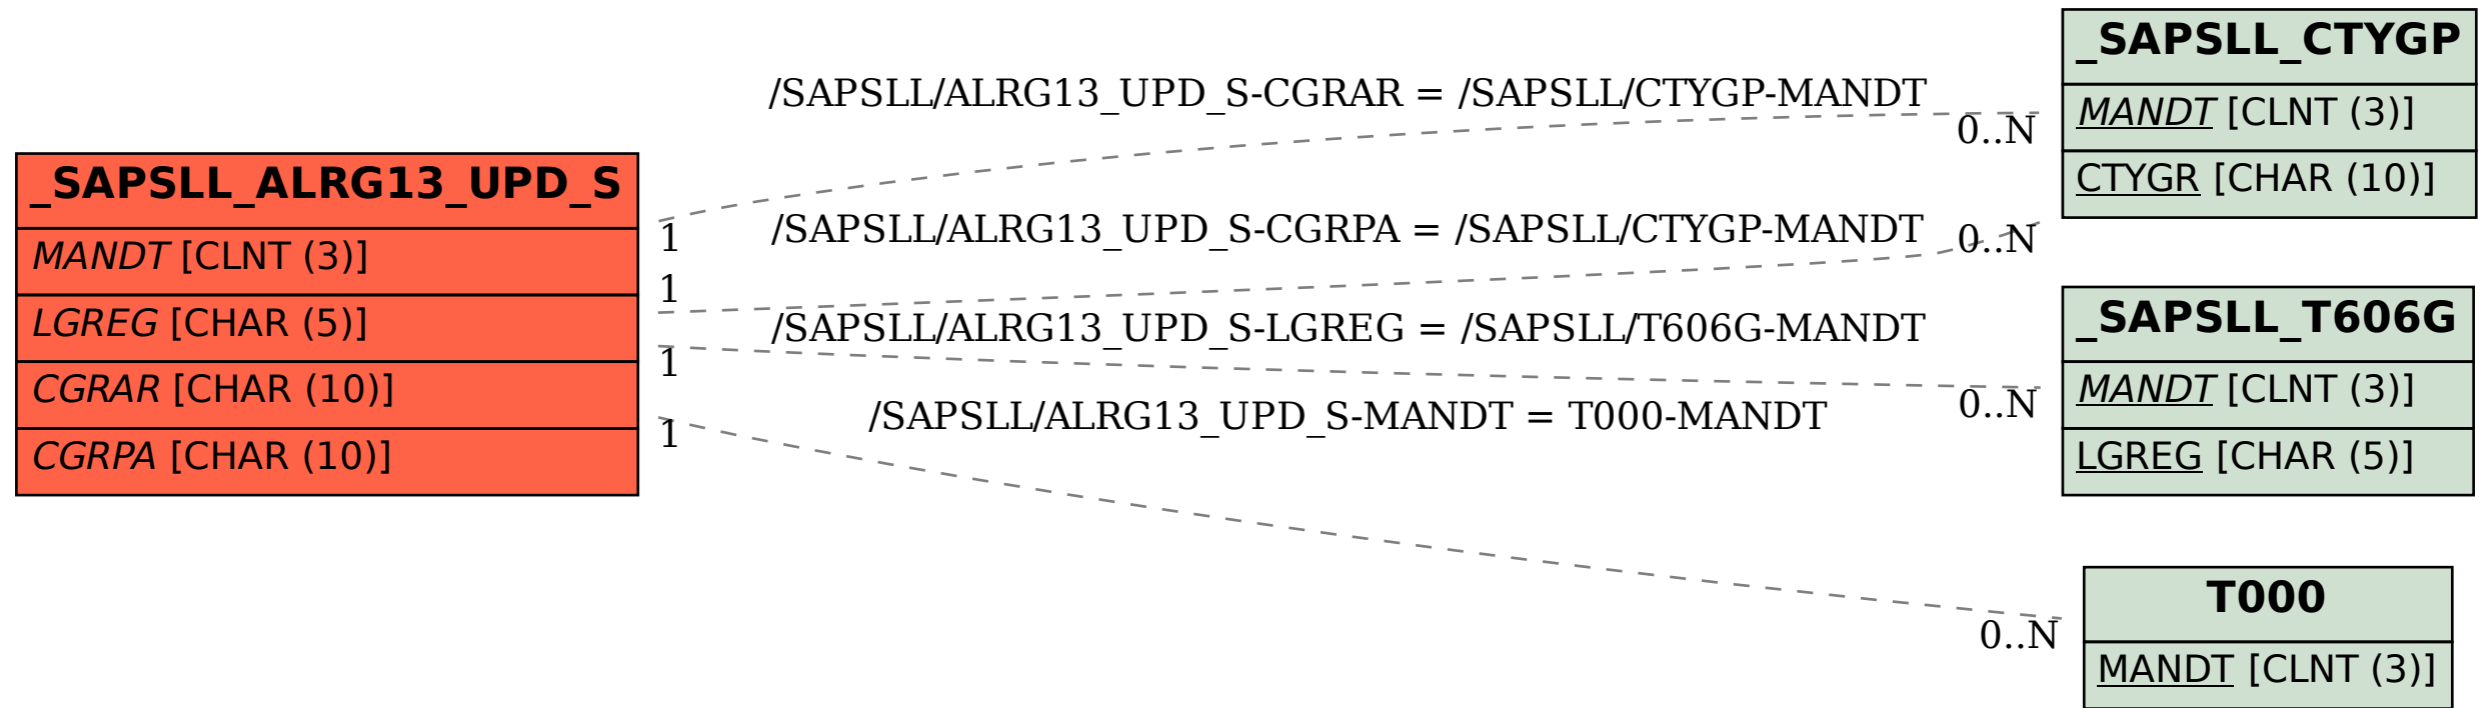 _SAPSLL_ALRG13_UPD_S
MANDT [CLNT (3)]
LGREG [CHAR (5)]
CGRAR [CHAR (10)]
CGRPA [CHAR (10)]
/SAPSLL/ALRG13_UPD_S-CGRAR = /SAPSLL/CTYGP-MANDT
1
0..N
/SAPSLL/ALRG13_UPD_S-CGRPA = /SAPSLL/CTYGP-MANDT
1
0..N
/SAPSLL/ALRG13_UPD_S-LGREG = /SAPSLL/T606G-MANDT
1
0..N
/SAPSLL/ALRG13_UPD_S-MANDT = T000-MANDT
1
0..N
_SAPSLL_CTYGP
MANDT [CLNT (3)]
CTYGR [CHAR (10)]
_SAPSLL_T606G
MANDT [CLNT (3)]
LGREG [CHAR (5)]
T000
MANDT [CLNT (3)]